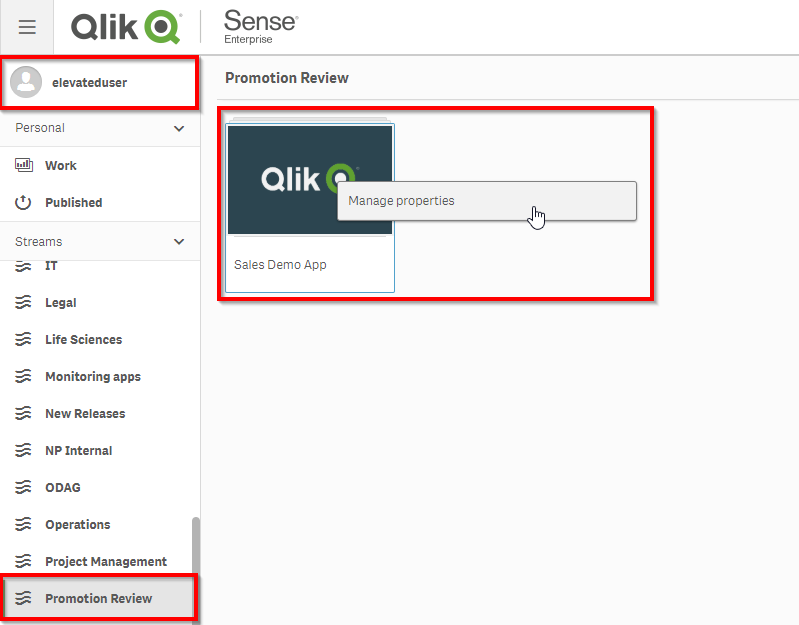 Qlik
Sense
Enterprise
elevateduser
Promotion Review
Personal
Work
Published
Streams
IT
Legal
Life Sciences
Monitoring apps
New Releases
NP Internal
ODAG
Operations
Project Management
Promotion Review
Qlik
Manage properties
Sales Demo App